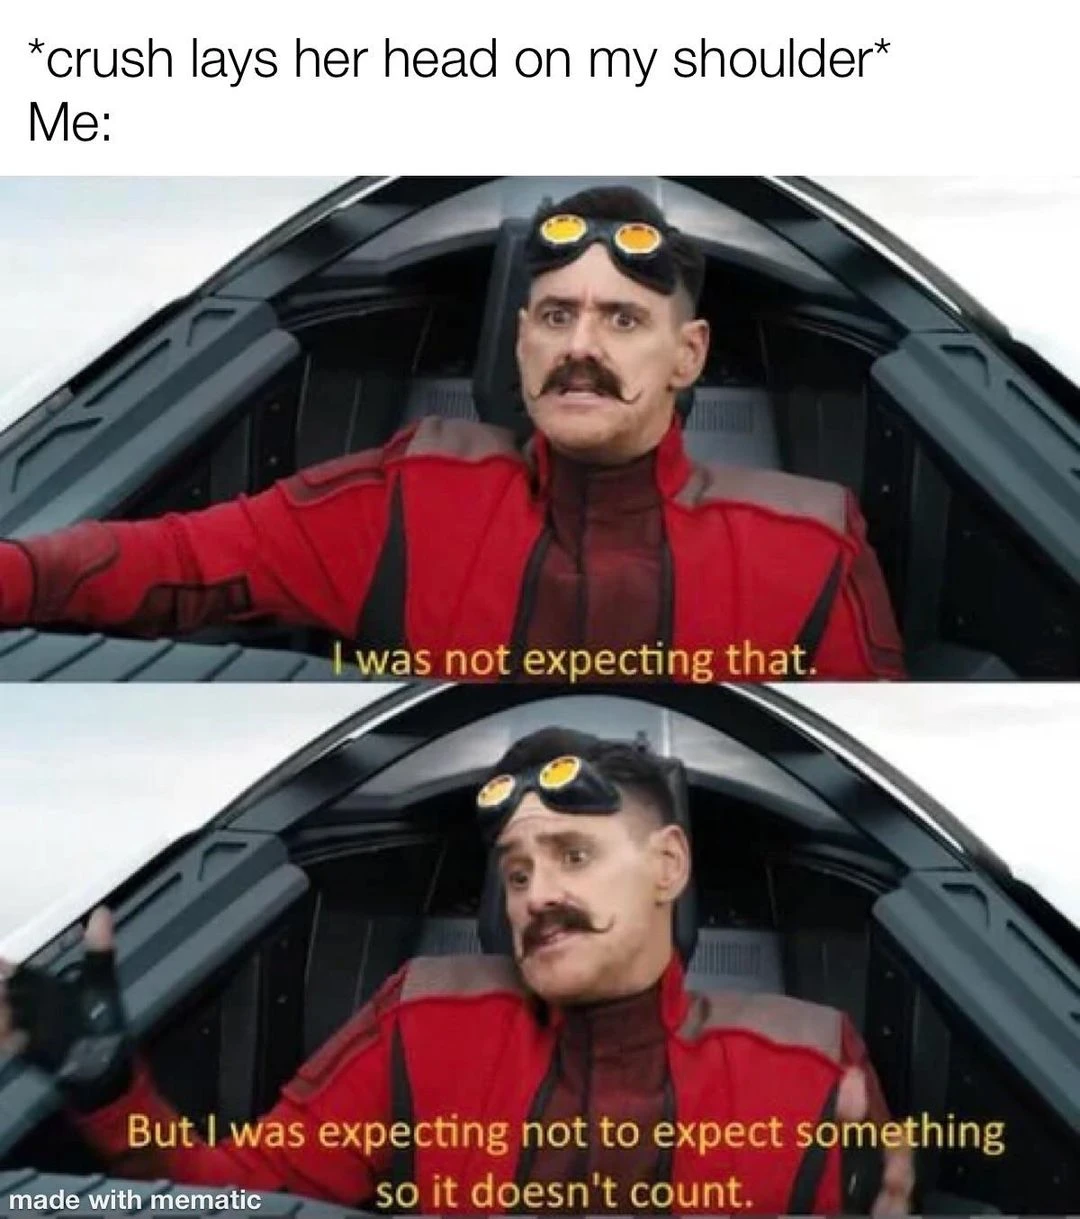 *crush lays her head on my shoulder*
Me:
I was not expecting that.
But I was expecting not to expect something
so it doesn't count.
made with mematic